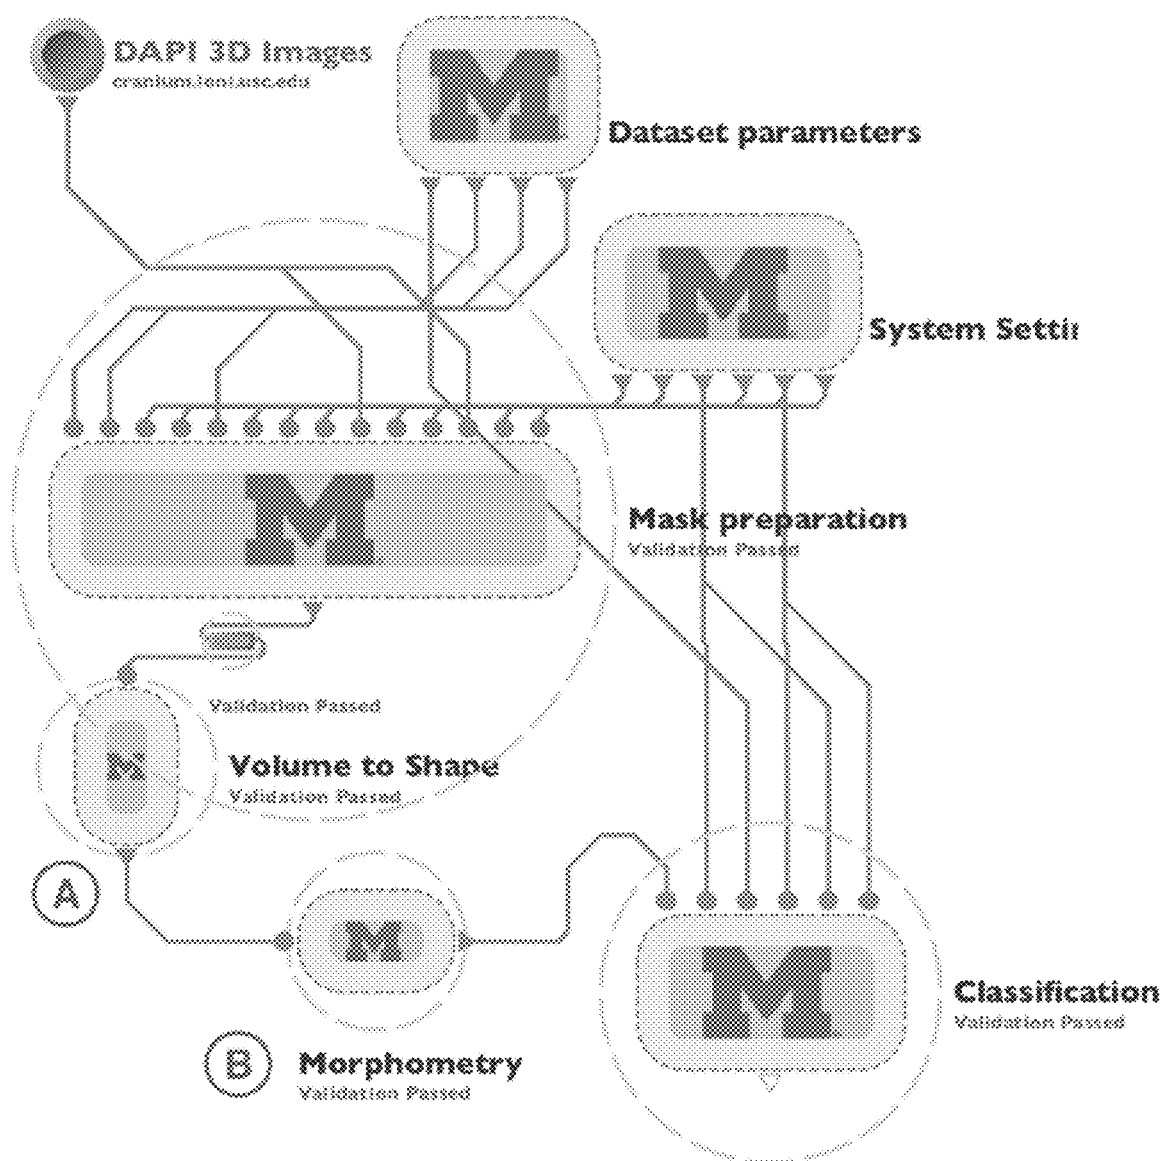 DAPI 3D Images
cranium.loni.usc.edu
M
Dataset parameters
M
System Settin
M
Mask preparation
Validation Passed
Validation Passed
M
Volume to Shape
Validation Passed
A
M
B
Morphometry
Validation Passed
M
Classification
Validation Passed